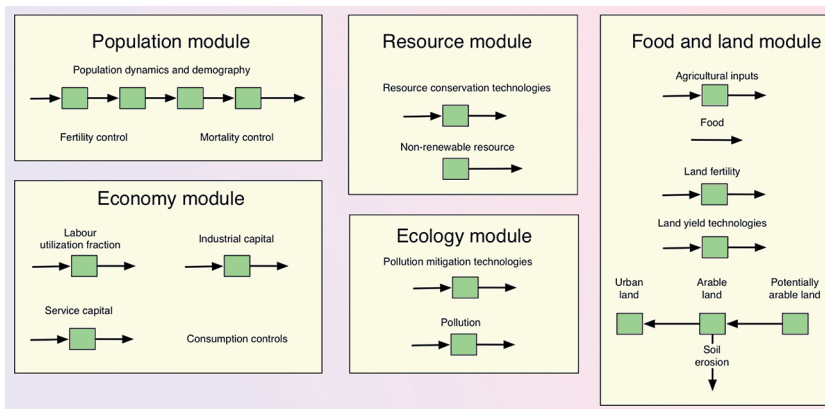 Population module
Population dynamics and demography
Fertility control
Mortality control
Economy module
Labour
utilization fraction
Industrial capital
Service capital
Consumption controls
Resource module
Resource conservation technologies
Non-renewable resource
Ecology module
Pollution mitigation technologies
Pollution
Food and land module
Agricultural inputs
Food
Land fertility
Land yield technologies
Urban
land
Arable
land
Potentially
arable land
Soil
erosion